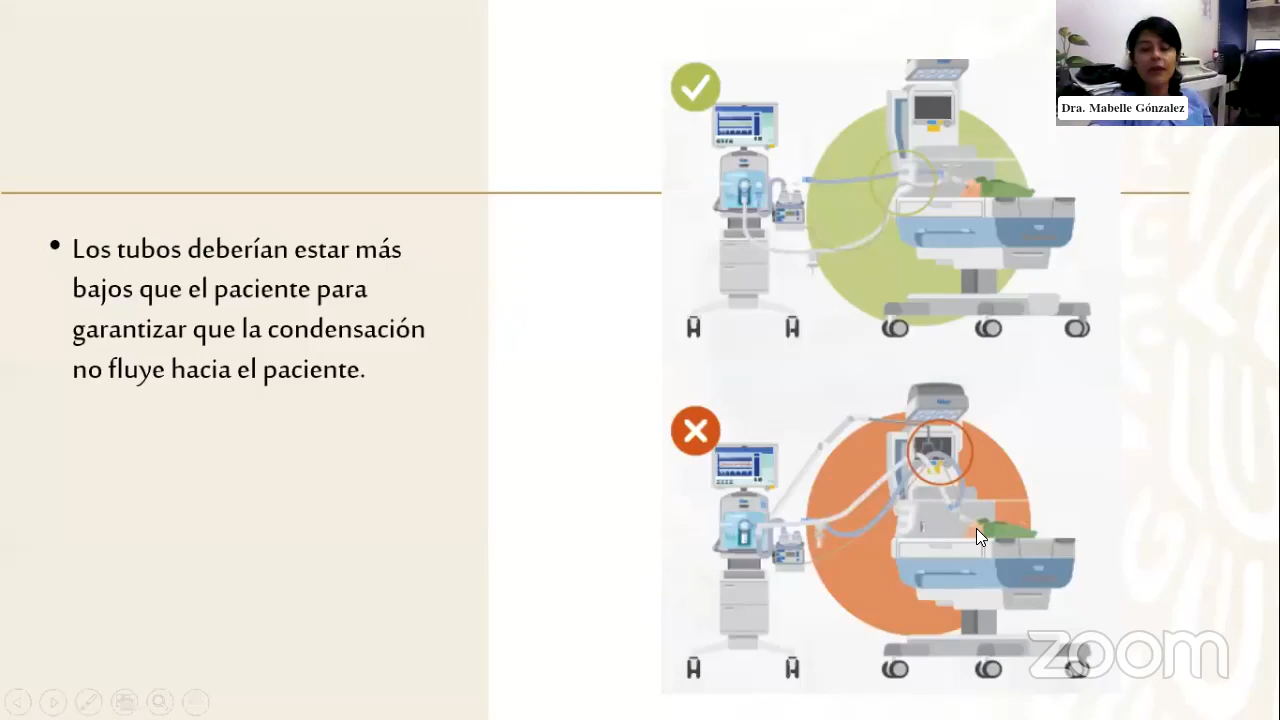 Dra. Mabelle Gónzalez
• Los tubos deberían estar más
bajos que el paciente para
garantizar que la condensación
no fluye hacia el paciente.
zoom